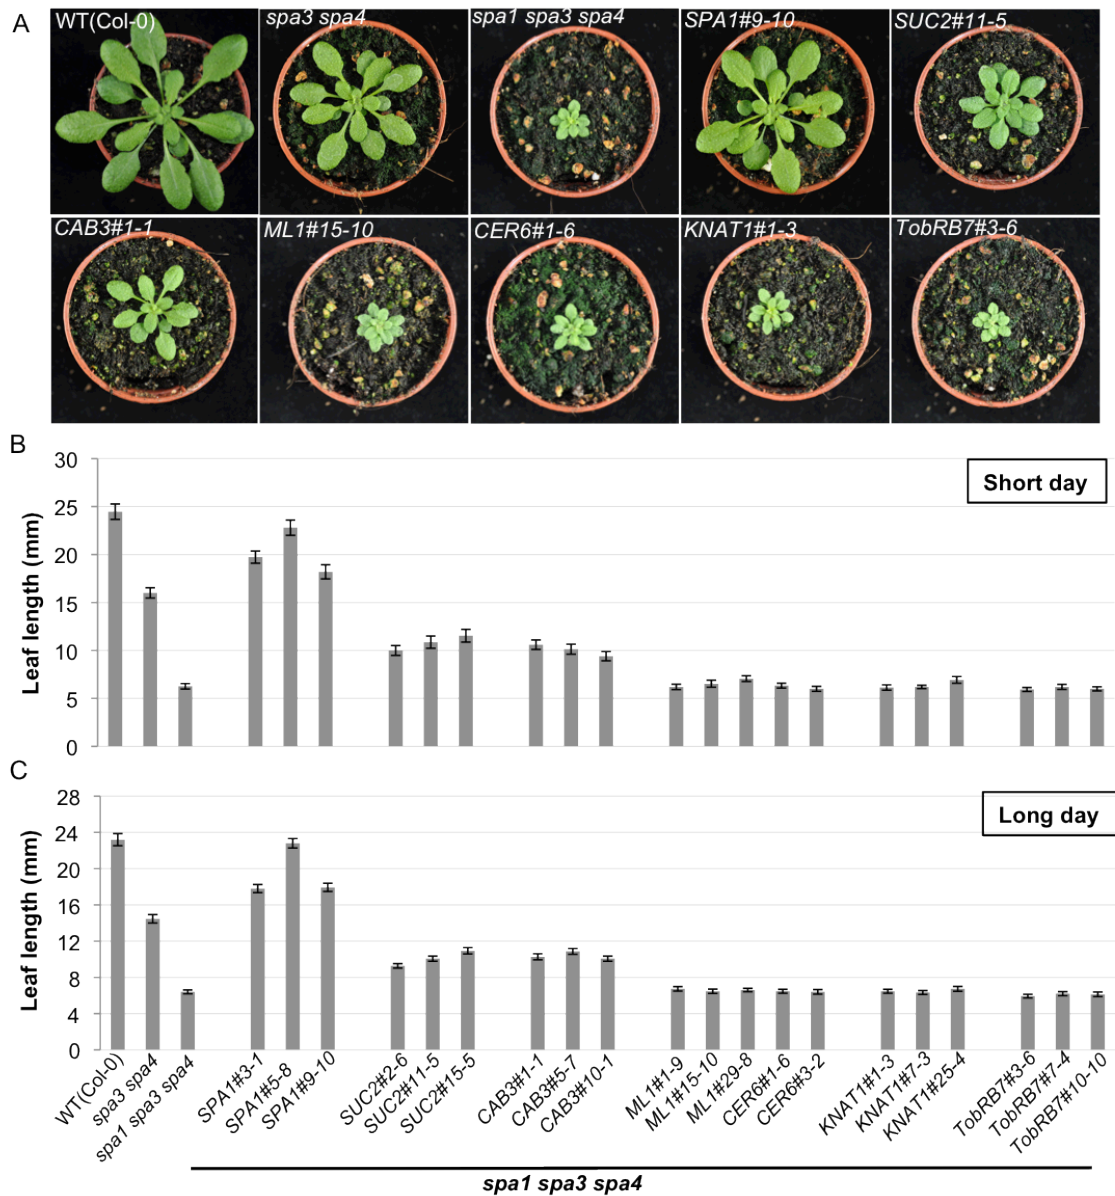 A
WT(Col-0)
spa3 spa4
spa1 spa3 spa4
SPA1#9-10
SUC2#11-5
CAB3#1-1
ML1#15-10
CER6#1-6
KNAT1#1-3
TobRB7#3-6
B
Short day
Leaf length (mm)
30
25
20
15
10
5
0
C
Long day
Leaf length (mm)
28
24
20
16
12
8
4
0
WT(Col-0)
spa3 spa4
spa1 spa3 spa4
SPA1#3-1
SPA1#5-8
SPA1#9-10
SUC2#2-6
SUC2#11-5
SUC2#15-5
CAB3#1-1
CAB3#5-7
CAB3#10-1
ML1#1-9
ML1#15-10
ML1#29-8
CER6#1-6
CER6#3-2
KNAT1#1-3
KNAT1#7-3
KNAT1#25-4
TobRB7#3-6
TobRB7#7-4
TobRB7#10-10
spa1 spa3 spa4